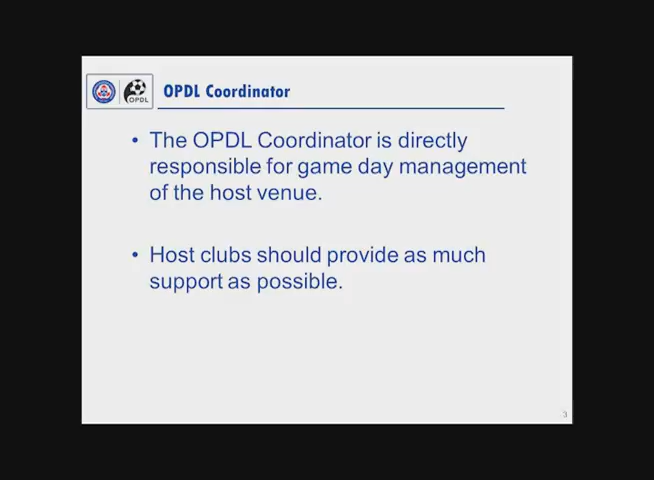 OPDL
OPDL Coordinator
• The OPDL Coordinator is directly
responsible for game day management
of the host venue.
• Host clubs should provide as much
support as possible.
3